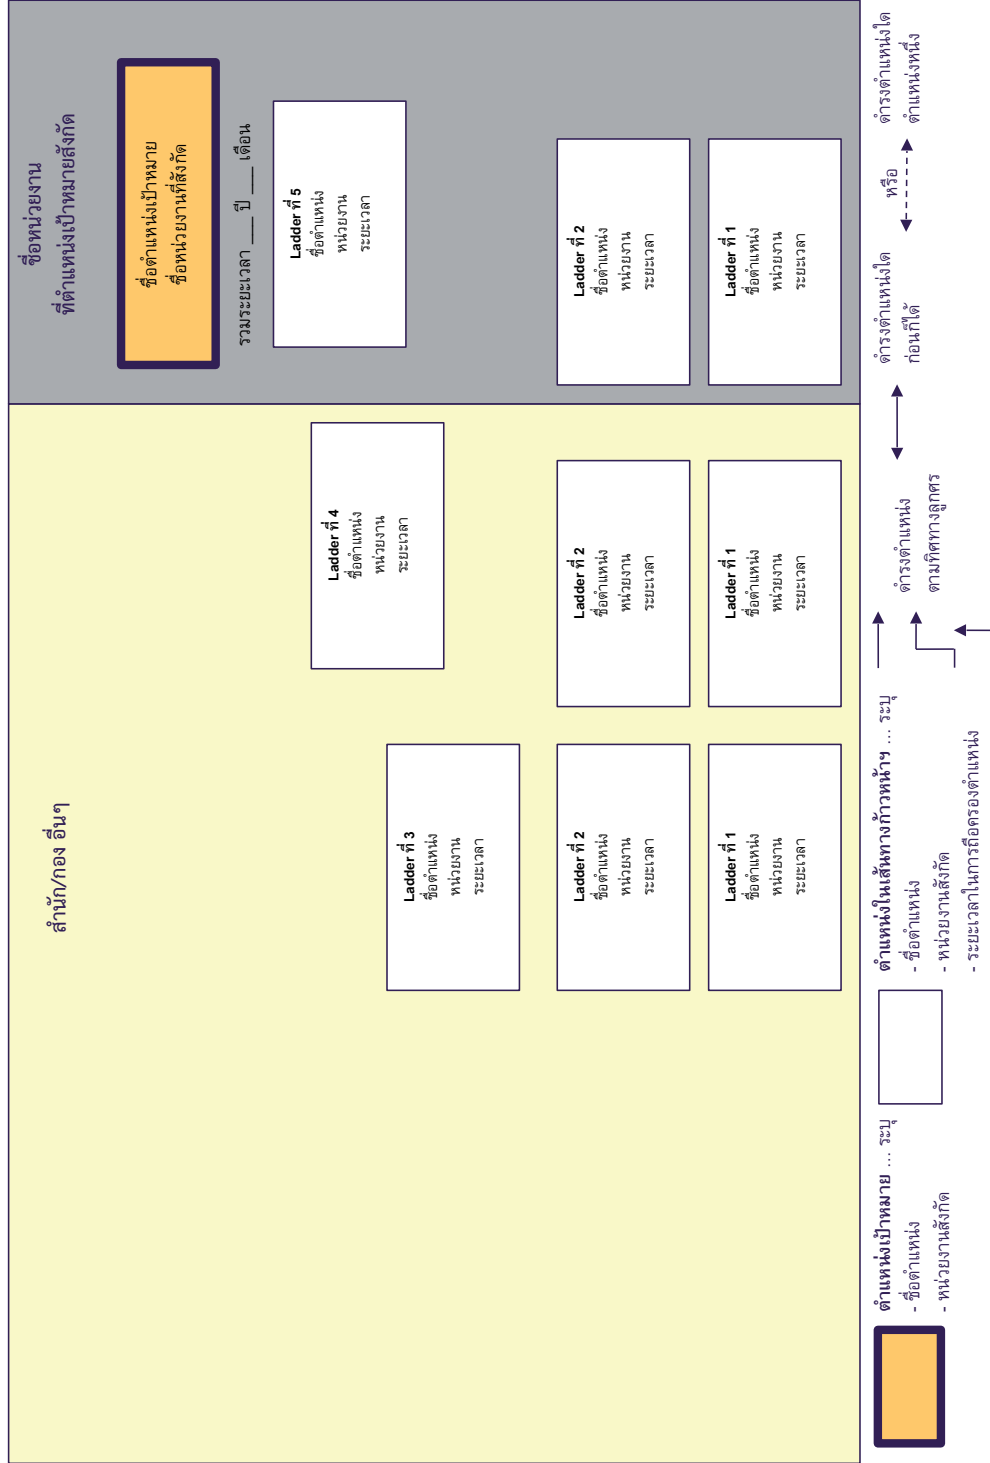 ชื่อหน่วยงาน
ที่ตำแหน่งเป้าหมายสังกัด
สำนัก/กอง อื่นๆ
ชื่อตำแหน่งเป้าหมาย
ชื่อหน่วยงานที่สังกัด
รวมระยะเวลา ___ ปี ___ เดือน
Ladder ที่ 5
ชื่อตำแหน่ง
หน่วยงาน
ระยะเวลา
Ladder ที่ 4
ชื่อตำแหน่ง
หน่วยงาน
ระยะเวลา
Ladder ที่ 3
ชื่อตำแหน่ง
หน่วยงาน
ระยะเวลา
Ladder ที่ 2
ชื่อตำแหน่ง
หน่วยงาน
ระยะเวลา
Ladder ที่ 2
ชื่อตำแหน่ง
หน่วยงาน
ระยะเวลา
Ladder ที่ 2
ชื่อตำแหน่ง
หน่วยงาน
ระยะเวลา
Ladder ที่ 1
ชื่อตำแหน่ง
หน่วยงาน
ระยะเวลา
Ladder ที่ 1
ชื่อตำแหน่ง
หน่วยงาน
ระยะเวลา
Ladder ที่ 1
ชื่อตำแหน่ง
หน่วยงาน
ระยะเวลา
ตำแหน่งเป้าหมาย ... ระบุ
- ชื่อตำแหน่ง
- หน่วยงานสังกัด
ตำแหน่งในเส้นทางก้าวหน้าฯ ... ระบุ
- ชื่อตำแหน่ง
- หน่วยงานสังกัด
- ระยะเวลาในการถือครองตำแหน่ง
ดำรงตำแหน่ง
ตามทิศทางลูกศร
ดำรงตำแหน่งใด
ก่อนก็ได้
หรือ
ดำรงตำแหน่งใด
ตำแหน่งหนึ่ง